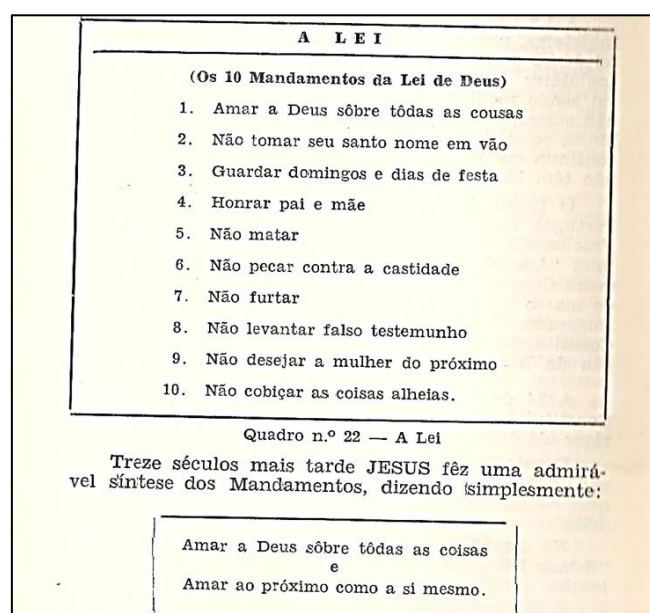 A LEI
(Os 10 Mandamentos da Lei de Deus)
1. Amar a Deus sôbre tôdas as cousas
2. Não tomar seu santo nome em vão
3. Guardar domingos e dias de festa
4. Honrar pai e mãe
5. Não matar
6. Não pecar contra a castidade
7. Não furtar
8. Não levantar falso testemunho
9. Não desejar a mulher do próximo
10. Não cobiçar as coisas alheias.
Quadro n.º 22 — A Lei
Treze séculos mais tarde JESUS fêz uma admirá-
vel síntese dos Mandamentos, dizendo simplesmente:
Amar a Deus sôbre tôdas as coisas
e
Amar ao próximo como a si mesmo.